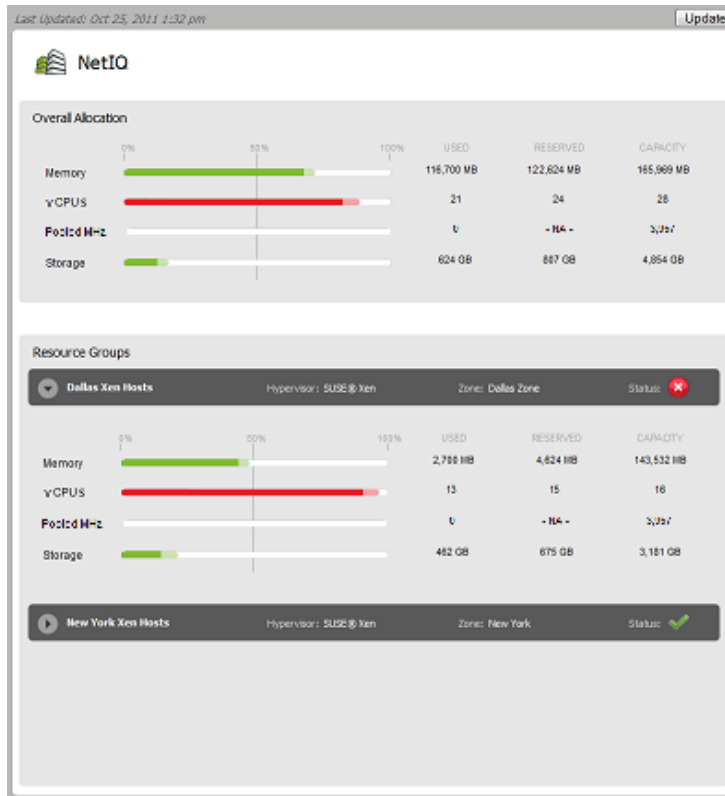 Last Updated: Oct 25, 2011 1:32 pm Update
NetIQ
Overall Allocation
0% 50% 100% USED RESERVED CAPACITY
Memory 116,700 MB 122,624 MB 165,969 MB
vCPUS 21 24 28
Pooled MHz 0 - NA - 3,957
Storage 624 GB 807 GB 4,854 GB
Resource Groups
Dallas Xen Hosts Hypervisor: SUSE® Xen Zone: Dallas Zone Status:
0% 50% 100% USED RESERVED CAPACITY
Memory 2,700 MB 4,624 MB 143,532 MB
vCPUS 13 15 16
Pooled MHz 0 - NA - 3,957
Storage 462 GB 675 GB 3,181 GB
New York Xen Hosts Hypervisor: SUSE® Xen Zone: New York Status: